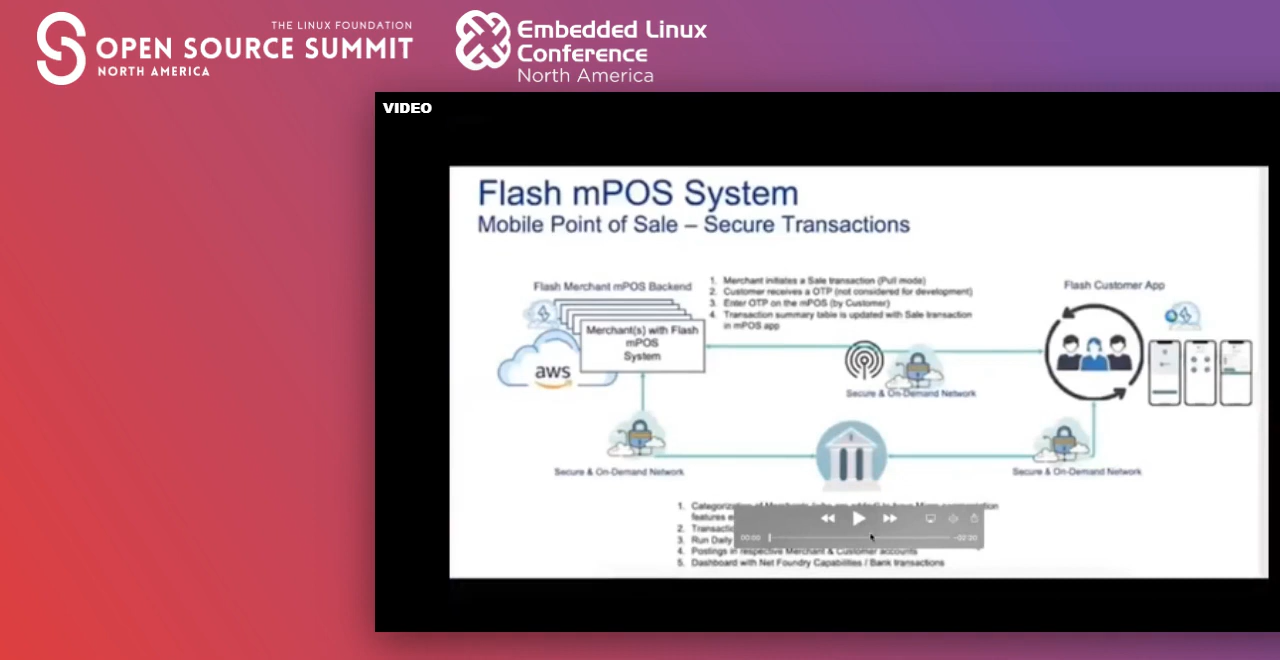 THE LINUX FOUNDATION
OPEN SOURCE SUMMIT
NORTH AMERICA
Embedded Linux
Conference
North America
VIDEO
Flash mPOS System
Mobile Point of Sale – Secure Transactions
Flash Merchant mPOS Backend
1. Merchant initiates a Sale transaction (Pull mode)
2. Customer receives a OTP (not considered for development)
3. Enter OTP on the mPOS (by Customer)
4. Transaction summary table is updated with Sale transaction
in mPOS app
Flash Customer App
Merchant(s) with Flash
mPOS
System
aws
Secure & On-Demand Network
Secure & On-Demand Network
Secure & On-Demand Network
1.
features
2.
3. Run Daily
4. Postings in respective Merchant & Customer accounts
5. Dashboard with Net Foundry Capabilities / Bank transactions
00:00
-02:20